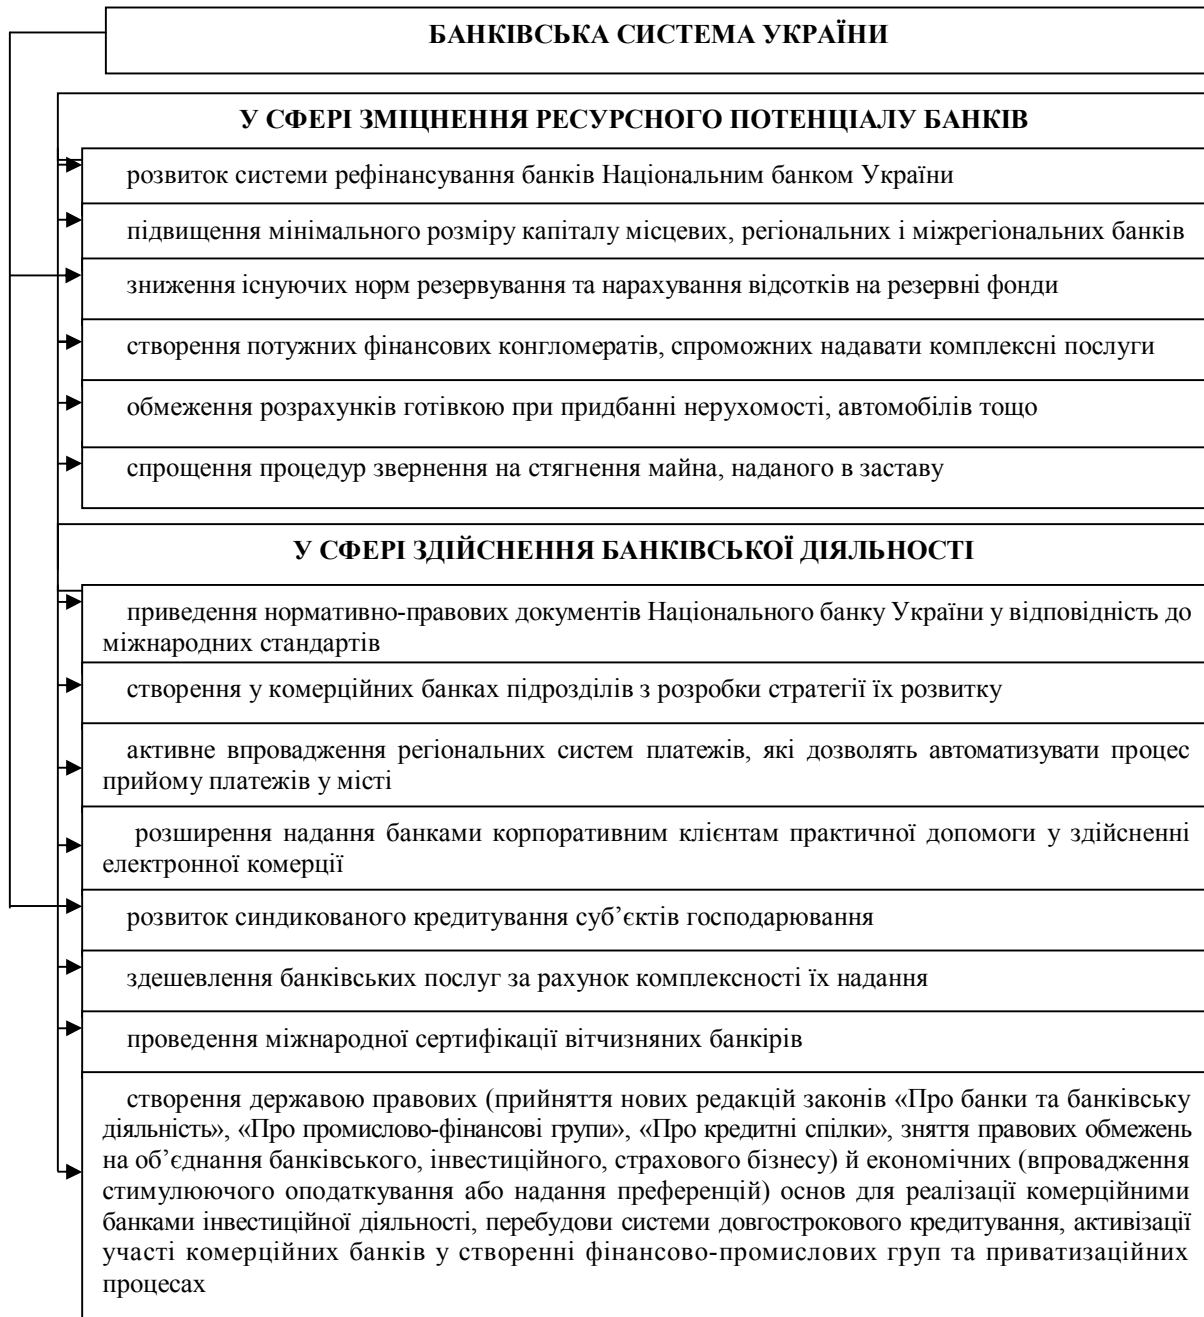 БАНКІВСЬКА СИСТЕМА УКРАЇНИ
У СФЕРІ ЗМІЦНЕННЯ РЕСУРСНОГО ПОТЕНЦІАЛУ БАНКІВ
розвиток системи рефінансування банків Національним банком України
підвищення мінімального розміру капіталу місцевих, регіональних і міжрегіональних банків
зниження існуючих норм резервування та нарахування відсотків на резервні фонди
створення потужних фінансових конгломератів, спроможних надавати комплексні послуги
обмеження розрахунків готівкою при придбанні нерухомості, автомобілів тощо
спрощення процедур звернення на стягнення майна, наданого в заставу
У СФЕРІ ЗДІЙСНЕННЯ БАНКІВСЬКОЇ ДІЯЛЬНОСТІ
приведення нормативно-правових документів Національного банку України у відповідність до
міжнародних стандартів
створення у комерційних банках підрозділів з розробки стратегії їх розвитку
активне впровадження регіональних систем платежів, які дозволять автоматизувати процес
прийому платежів у місті
розширення надання банками корпоративним клієнтам практичної допомоги у здійсненні
електронної комерції
розвиток синдикованого кредитування суб’єктів господарювання
здешевлення банківських послуг за рахунок комплексності їх надання
проведення міжнародної сертифікації вітчизняних банкірів
створення державою правових (прийняття нових редакцій законів «Про банки та банківську
діяльність», «Про промислово-фінансові групи», «Про кредитні спілки», зняття правових обмежень
на об’єднання банківського, інвестиційного, страхового бізнесу) й економічних (впровадження
стимулюючого оподаткування або надання преференцій) основ для реалізації комерційними
банками інвестиційної діяльності, перебудови системи довгострокового кредитування, активізації
участі комерційних банків у створенні фінансово-промислових груп та приватизаційних
процесах